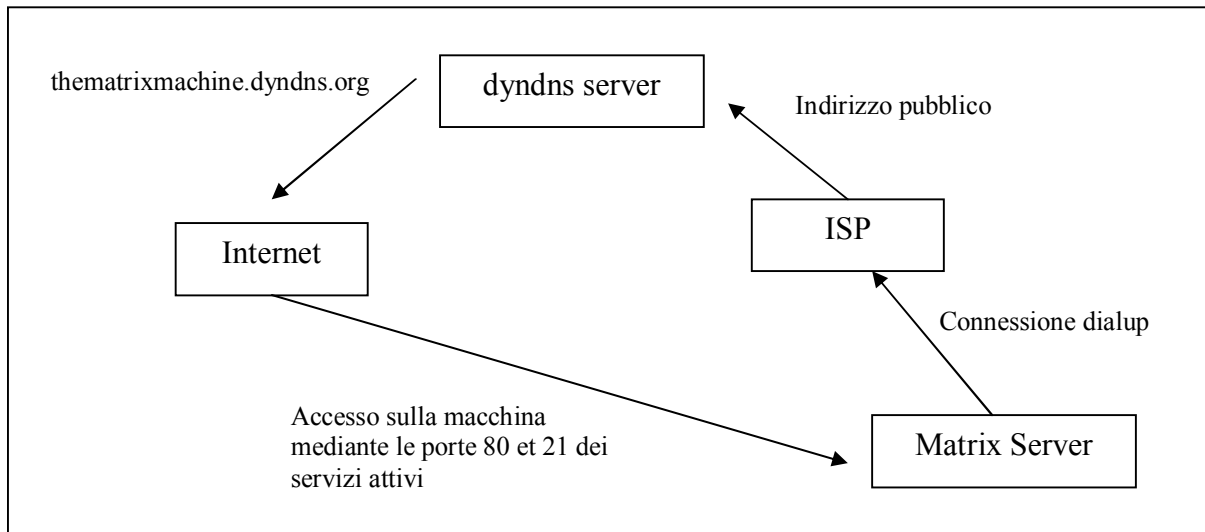 thematrixmachine.dyndns.org
dyndns server
Indirizzo pubblico
Internet
ISP
Connessione dialup
Accesso sulla macchina
mediante le porte 80 et 21 dei
servizi attivi
Matrix Server